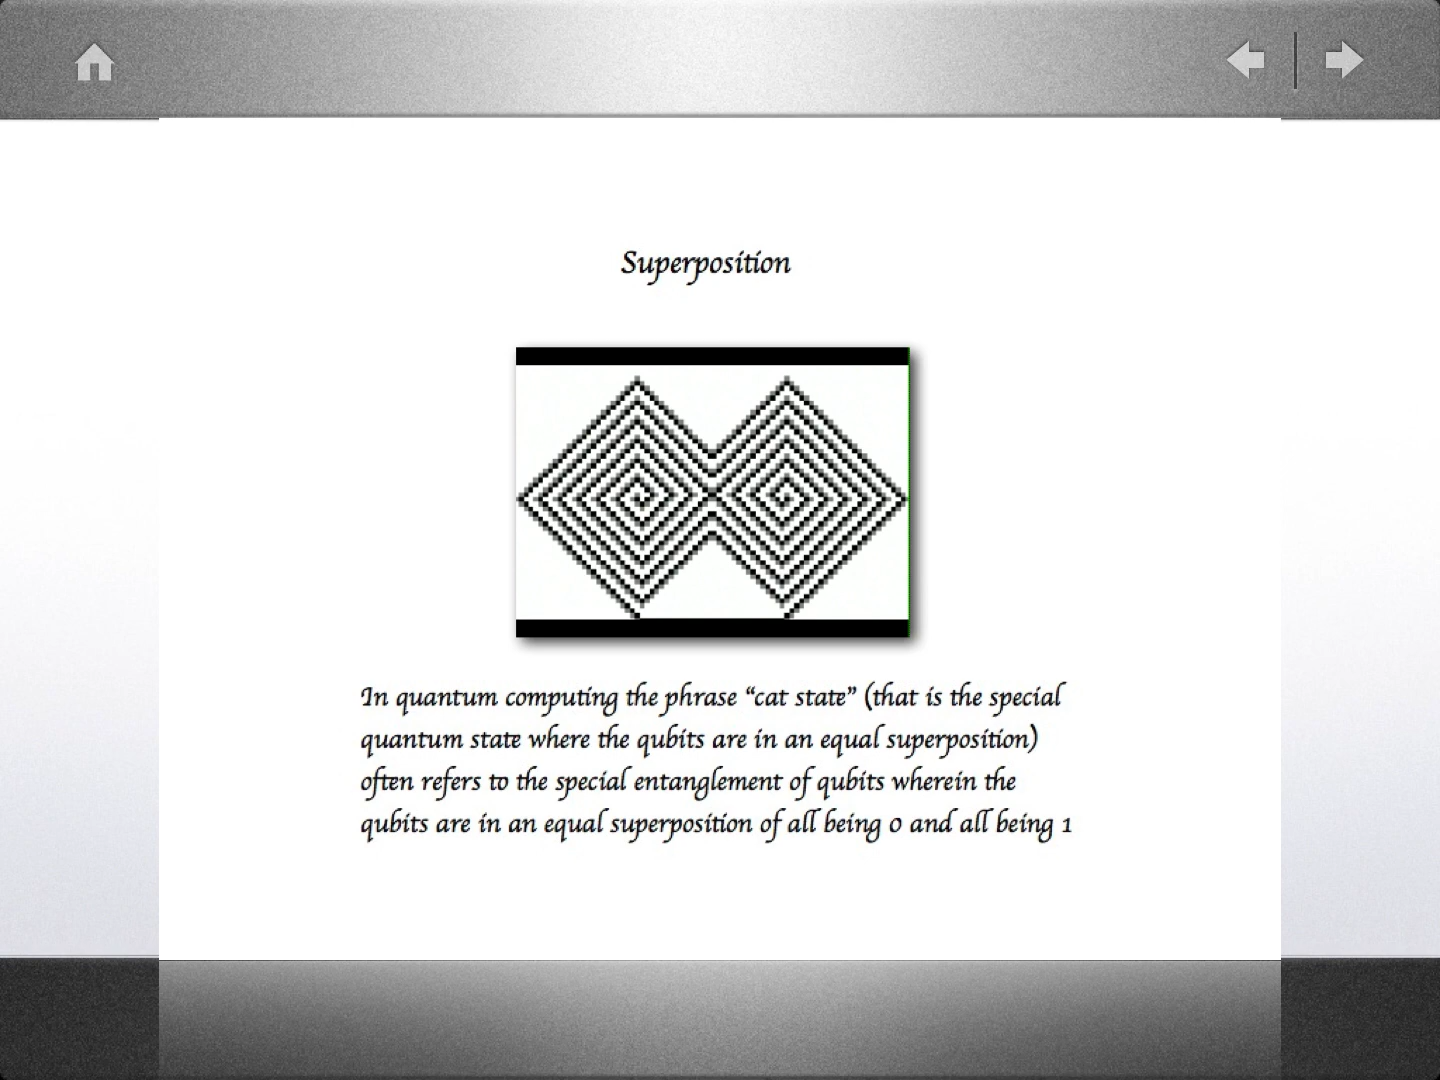 Superposition
In quantum computing the phrase “cat state” (that is the special
quantum state where the qubits are in an equal superposition)
often refers to the special entanglement of qubits wherein the
qubits are in an equal superposition of all being 0 and all being 1